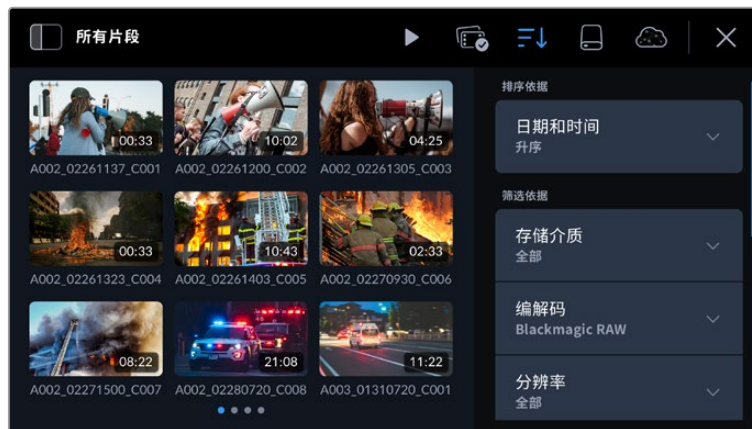 所有片段
00:33
10:02
04:25
A002_02261137_C001
A002_02261200_C002
A002_02261305_C003
00:33
10:43
02:33
A002_02261323_C004
A002_02261403_C005
A002_02270930_C006
08:22
21:08
11:22
A002_02271500_C007
A002_02280720_C008
A003_01310720_C001
排序依据
日期和时间
升序
筛选依据
存储介质
全部
编解码
Blackmagic RAW
分辨率
全部